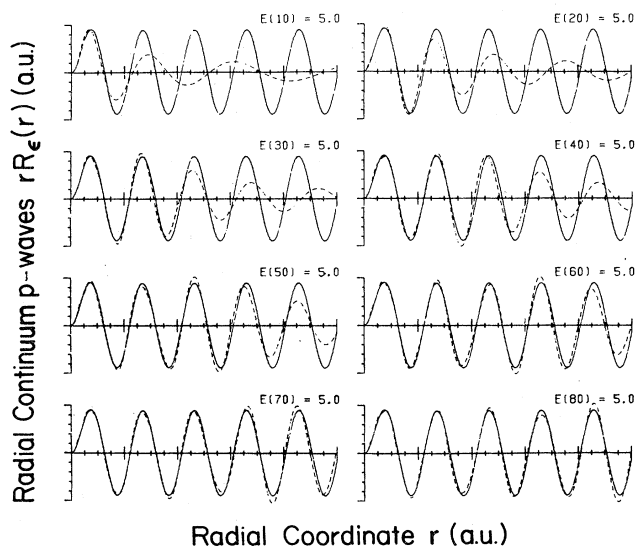 E(10) = 5.0
E(20) = 5.0
E(30) = 5.0
E(40) = 5.0
E(50) = 5.0
E(60) = 5.0
E(70) = 5.0
E(80) = 5.0
Radial Continuum p-waves rRϵ(r) (a.u.)
Radial Coordinate r (a.u.)